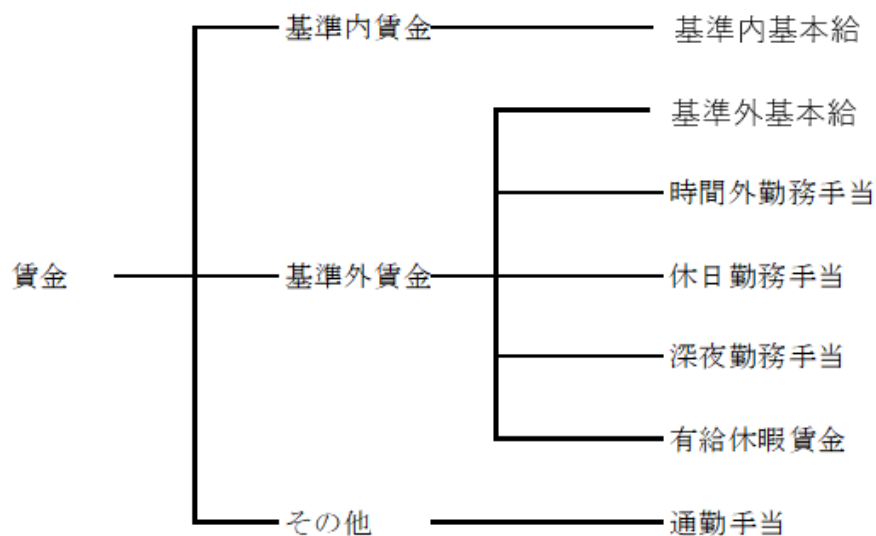 基準内賃金 基準内基本給
基準外基本給
時間外勤務手当
賃金 基準外賃金 休日勤務手当
深夜勤務手当
有給休暇賃金
その他 通勤手当